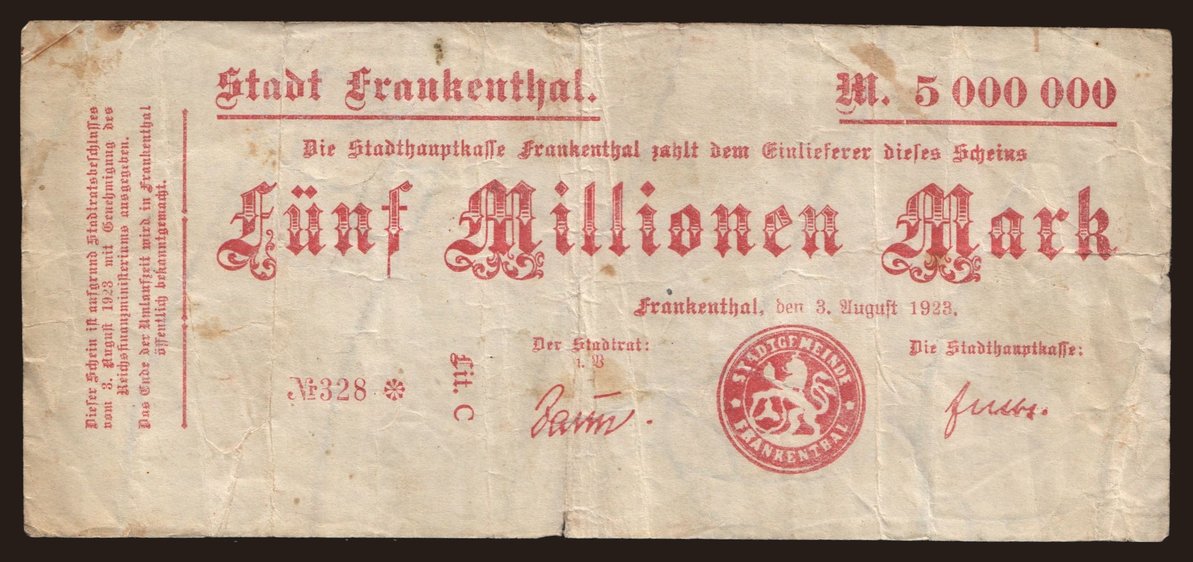 Stadt Frankenthal.
M. 5 000 000
Die Stadthauptkasse Frankenthal zahlt dem Einlieferer dieses Scheins
Fünf Millionen Mark
Frankenthal, den 3. August 1923.
Der Stadtrat:
i. V
Die Stadthauptkasse:
№ 328 ❊
Lit. C
STADTGEMEINDE
★ FRANKENTHAL ★
Dieser Schein ist aufgrund Stadtratsbeschlusses
vom 3. August 1923 mit Genehmigung des
Reichsfinanzministeriums ausgegeben.
Das Ende der Umlaufzeit wird in Frankenthal
öffentlich bekanntgemacht.